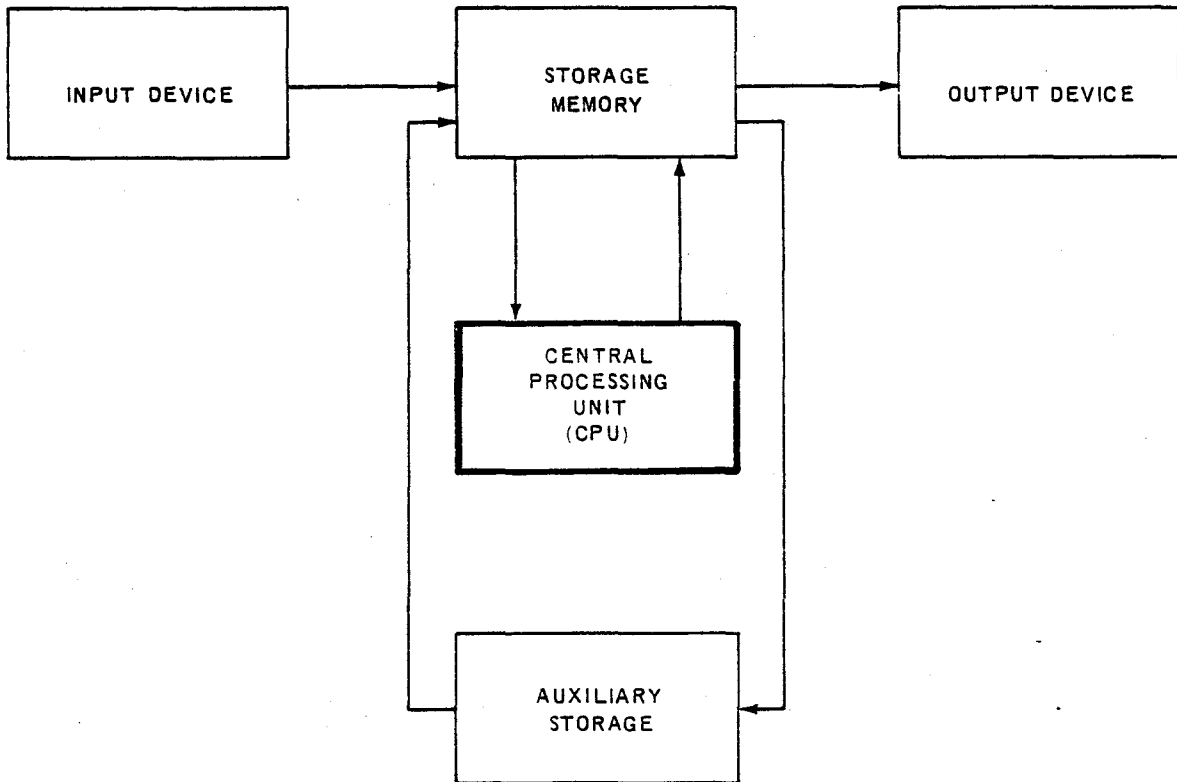 INPUT DEVICE
STORAGE
MEMORY
OUTPUT DEVICE
CENTRAL
PROCESSING
UNIT
(CPU)
AUXILIARY
STORAGE